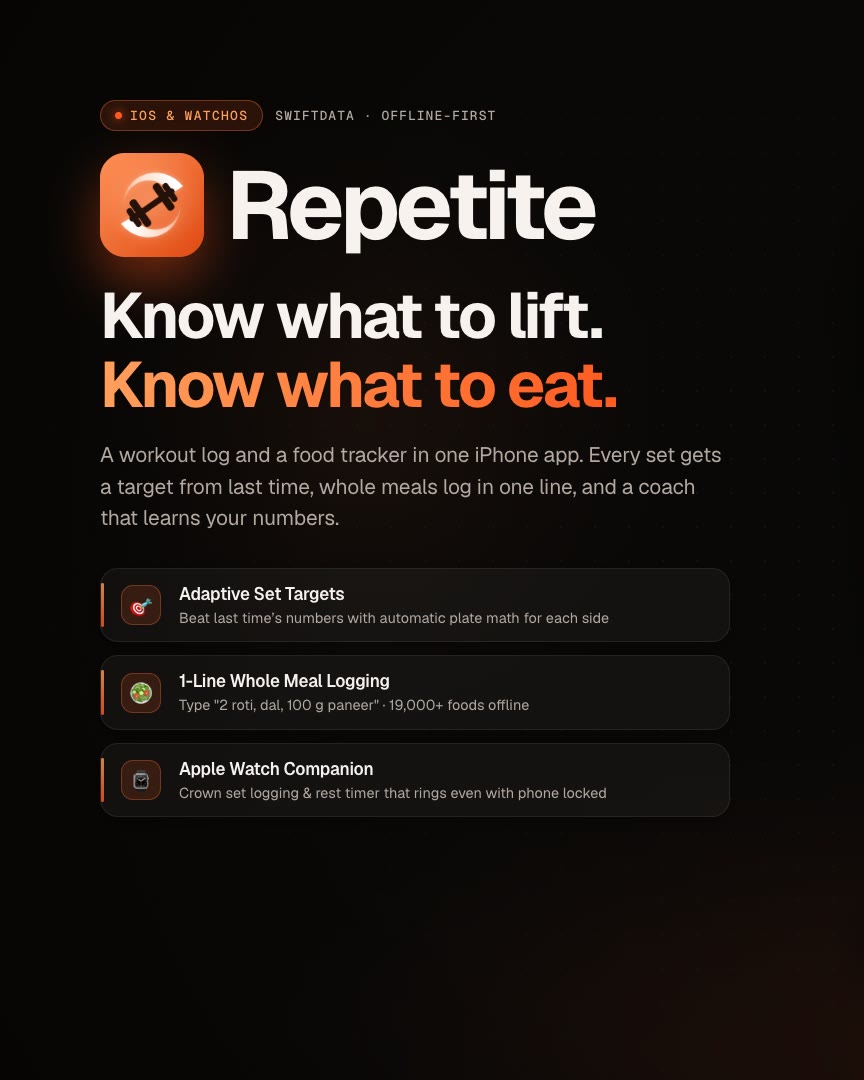 IOS & WATCHOS
SWIFTDATA · OFFLINE-FIRST
Repetite
Know what to lift.
Know what to eat.
A workout log and a food tracker in one iPhone app. Every set gets
a target from last time, whole meals log in one line, and a coach
that learns your numbers.
Adaptive Set Targets
Beat last time's numbers with automatic plate math for each side
1-Line Whole Meal Logging
Type "2 roti, dal, 100 g paneer" · 19,000+ foods offline
Apple Watch Companion
Crown set logging & rest timer that rings even with phone locked